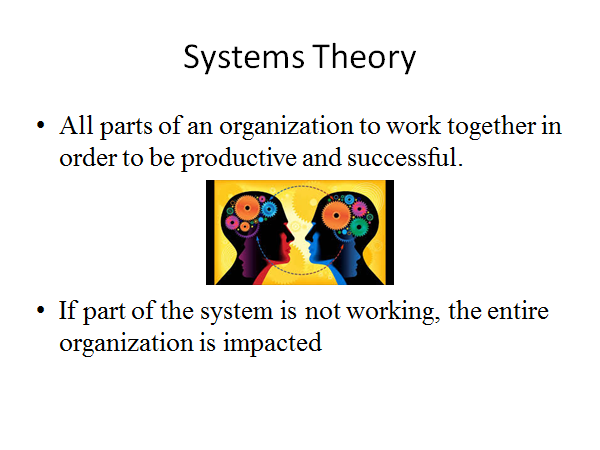 Systems Theory
• All parts of an organization to work together in
order to be productive and successful.
• If part of the system is not working, the entire
organization is impacted